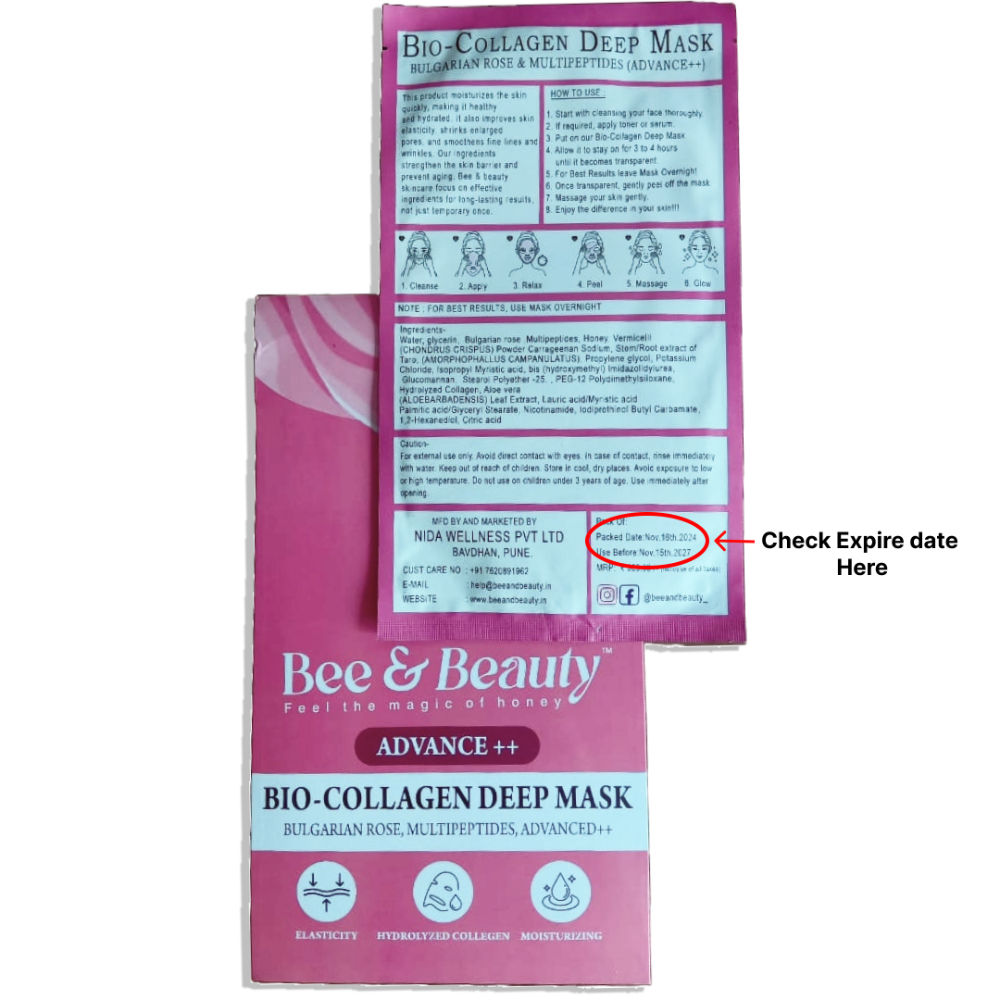 BIO-COLLAGEN DEEP MASK
BULGARIAN ROSE & MULTIPEPTIDES (ADVANCE++)
This product moisturizes the skin
quickly, making it healthy
and hydrated. It also improves skin
elasticity, shrinks enlarged
pores, and smoothens fine lines and
wrinkles. Our ingredients
strengthen the skin barrier and
prevent aging. Bee & beauty
skincare focus on effective
ingredients for long-lasting results,
not just temporary once.
HOW TO USE :
1. Start with cleansing your face thoroughly.
2. If required, apply toner or serum.
3. Put on our Bio-Collagen Deep Mask
4. Allow it to stay on for 3 to 4 hours
until it becomes transparent.
5. For Best Results leave Mask Overnight
6. Once transparent, gently peel off the mask
7. Massage your skin gently.
8. Enjoy the difference in your skin!!!
1. Cleanse
2. Apply
3. Relax
4. Peel
5. Massage
6. Glow
NOTE : FOR BEST RESULTS, USE MASK OVERNIGHT
Ingredients-
Water, glycerin, Bulgarian rose Multipeptides, Honey, Vermicelli
(CHONDRUS CRISPUS) Powder Carrageenan Sodium, Stem/Root extract of
Taro, (AMORPHOPHALLUS CAMPANULATUS). Propylene glycol, Potassium
Chloride, Isopropyl Myristic acid, bis (hydroxymethyl) Imidazolidylurea,
Glucomannan. Stearol Polyether -25. , PEG-12 Polydimethylsiloxane,
Hydrolyzed Collagen, Aloe vera
(ALOEBARBADENSIS) Leaf Extract, Lauric acid/Myristic acid
Palmitic acid/Glyceryl Stearate, Nicotinamide, Iodiprothinol Butyl Carbamate,
1,2-Hexanediol, Citric acid
Caution-
For external use only. Avoid direct contact with eyes. In case of contact, rinse immediately
with water. Keep out of reach of children. Store in cool, dry places. Avoid exposure to low
or high temperature. Do not use on children under 3 years of age. Use immediately after
opening.
MFD BY AND MARKETED BY
NIDA WELLNESS PVT LTD
BAVDHAN, PUNE.
CUST CARE NO : +91 7620891962
E-MAIL : help@beeandbeauty.in
WEBSITE : www.beeandbeauty.in
Packed Date:Nov.16th.2024
Use Before:Nov.15th.2027
MRP:
@beeandbeauty_
Check Expire date
Here
Bee & Beauty™
Feel the magic of honey
ADVANCE ++
BIO-COLLAGEN DEEP MASK
BULGARIAN ROSE, MULTIPEPTIDES, ADVANCED++
ELASTICITY
HYDROLYZED COLLEGEN
MOISTURIZING